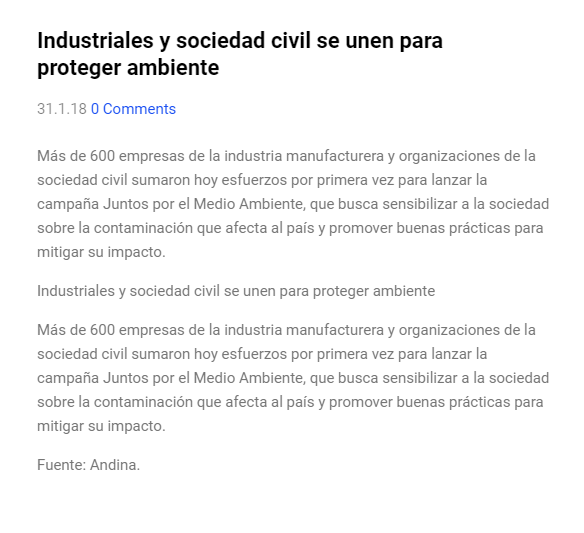 Industriales y sociedad civil se unen para
proteger ambiente
31.1.18 0 Comments
Más de 600 empresas de la industria manufacturera y organizaciones de la
sociedad civil sumaron hoy esfuerzos por primera vez para lanzar la
campaña Juntos por el Medio Ambiente, que busca sensibilizar a la sociedad
sobre la contaminación que afecta al país y promover buenas prácticas para
mitigar su impacto.
Industriales y sociedad civil se unen para proteger ambiente
Más de 600 empresas de la industria manufacturera y organizaciones de la
sociedad civil sumaron hoy esfuerzos por primera vez para lanzar la
campaña Juntos por el Medio Ambiente, que busca sensibilizar a la sociedad
sobre la contaminación que afecta al país y promover buenas prácticas para
mitigar su impacto.
Fuente: Andina.